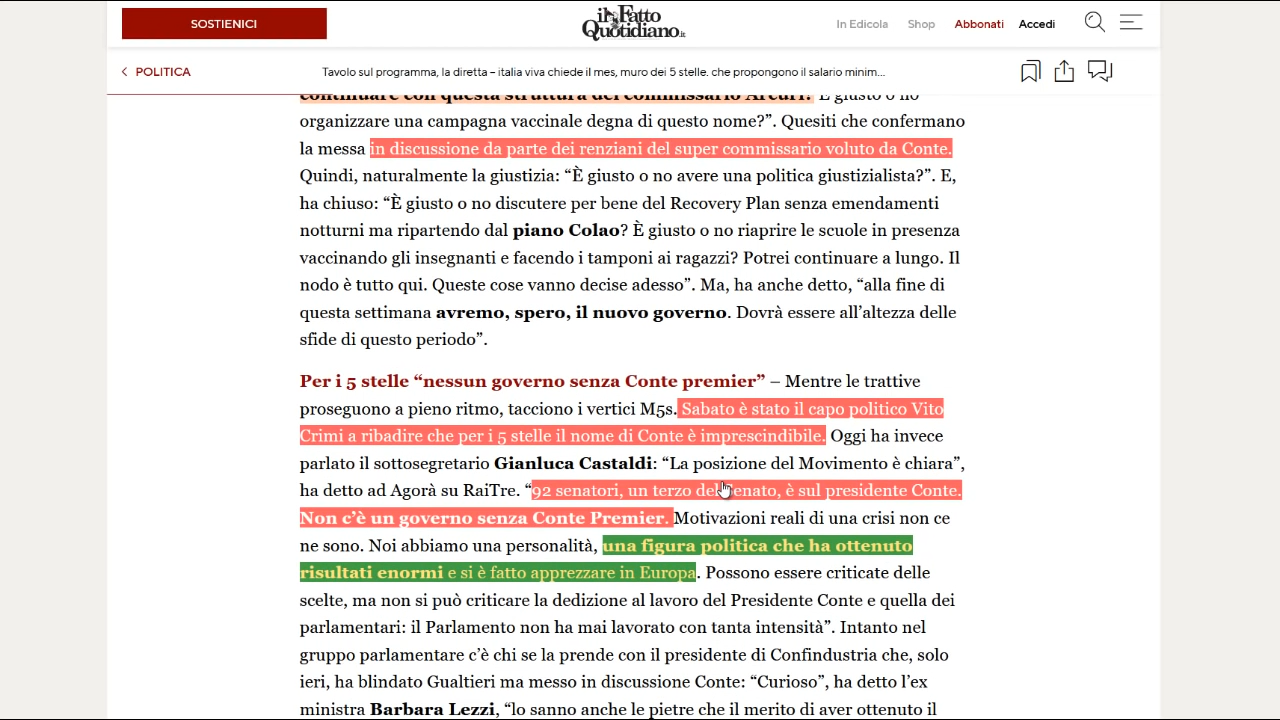 SOSTIENICI
il Fatto
Quotidiano.it
In Edicola
Shop
Abbonati
Accedi
POLITICA
Tavolo sul programma, la diretta – italia viva chiede il mes, muro dei 5 stelle. che propongono il salario minim...
continuare con questa struttura del commissario Arcuri? È giusto o no
organizzare una campagna vaccinale degna di questo nome?”. Quesiti che confermano
la messa in discussione da parte dei renziani del super commissario voluto da Conte.
Quindi, naturalmente la giustizia: “È giusto o no avere una politica giustizialista?”. E,
ha chiuso: “È giusto o no discutere per bene del Recovery Plan senza emendamenti
notturni ma ripartendo dal piano Colao? È giusto o no riaprire le scuole in presenza
vaccinando gli insegnanti e facendo i tamponi ai ragazzi? Potrei continuare a lungo. Il
nodo è tutto qui. Queste cose vanno decise adesso”. Ma, ha anche detto, “alla fine di
questa settimana avremo, spero, il nuovo governo. Dovrà essere all’altezza delle
sfide di questo periodo”.
Per i 5 stelle “nessun governo senza Conte premier” – Mentre le trattive
proseguono a pieno ritmo, tacciono i vertici M5s. Sabato è stato il capo politico Vito
Crimi a ribadire che per i 5 stelle il nome di Conte è imprescindibile. Oggi ha invece
parlato il sottosegretario Gianluca Castaldi: “La posizione del Movimento è chiara”,
ha detto ad Agorà su RaiTre. “92 senatori, un terzo del Senato, è sul presidente Conte.
Non c’è un governo senza Conte Premier. Motivazioni reali di una crisi non ce
ne sono. Noi abbiamo una personalità, una figura politica che ha ottenuto
risultati enormi e si è fatto apprezzare in Europa. Possono essere criticate delle
scelte, ma non si può criticare la dedizione al lavoro del Presidente Conte e quella dei
parlamentari: il Parlamento non ha mai lavorato con tanta intensità”. Intanto nel
gruppo parlamentare c’è chi se la prende con il presidente di Confindustria che, solo
ieri, ha blindato Gualtieri ma messo in discussione Conte: “Curioso”, ha detto l’ex
ministra Barbara Lezzi, “lo sanno anche le pietre che il merito di aver ottenuto il